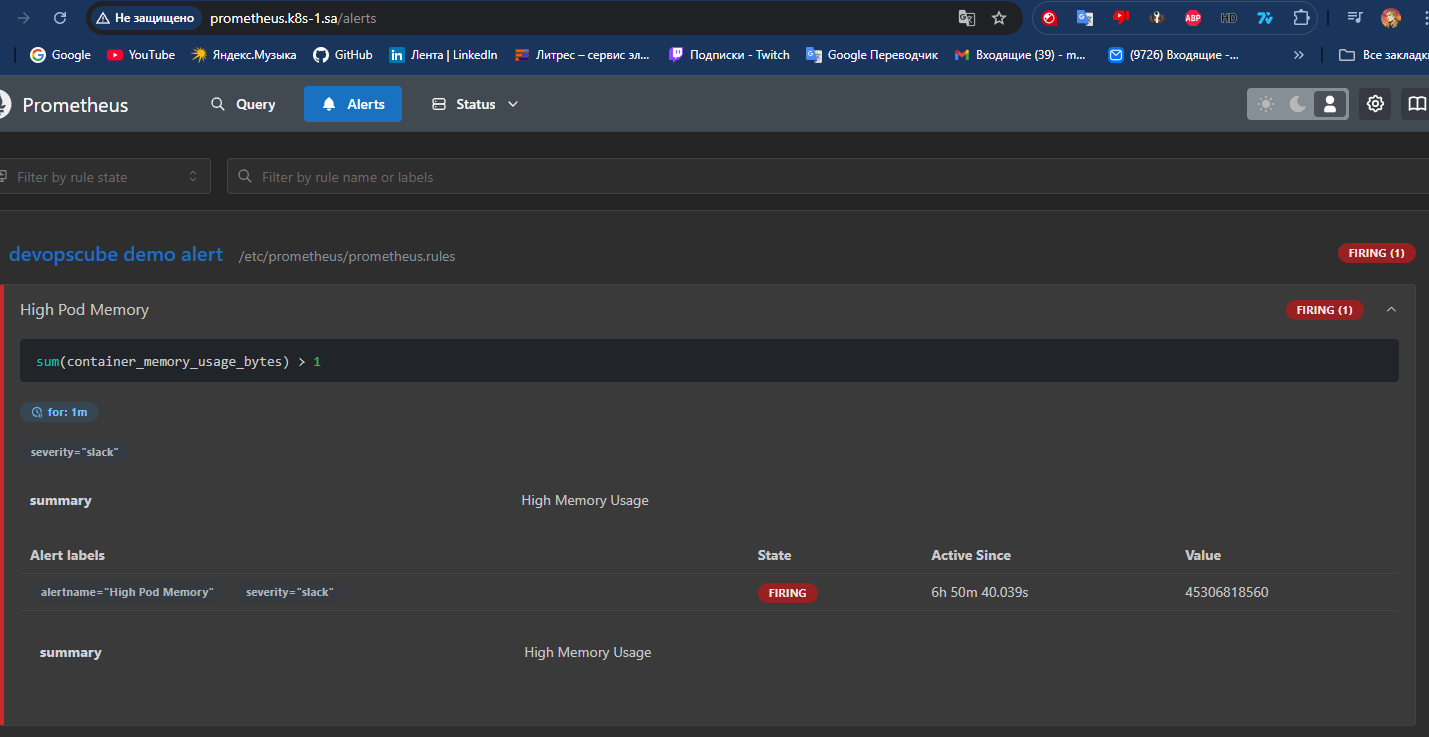 Не защищено prometheus.k8s-1.sa/alerts ABP HD
Google YouTube Яндекс.Музыка GitHub Лента | LinkedIn Литрес – сервис эл... Подписки - Twitch Google Переводчик Входящие (39) - m... (9726) Входящие -... » Все закладки
Prometheus Query Alerts Status
Filter by rule state Filter by rule name or labels
devopscube demo alert /etc/prometheus/prometheus.rules FIRING (1)
High Pod Memory FIRING (1)
sum(container_memory_usage_bytes) > 1
for: 1m
severity="slack"
summary High Memory Usage
Alert labels State Active Since Value
alertname="High Pod Memory" severity="slack" FIRING 6h 50m 40.039s 45306818560
summary High Memory Usage